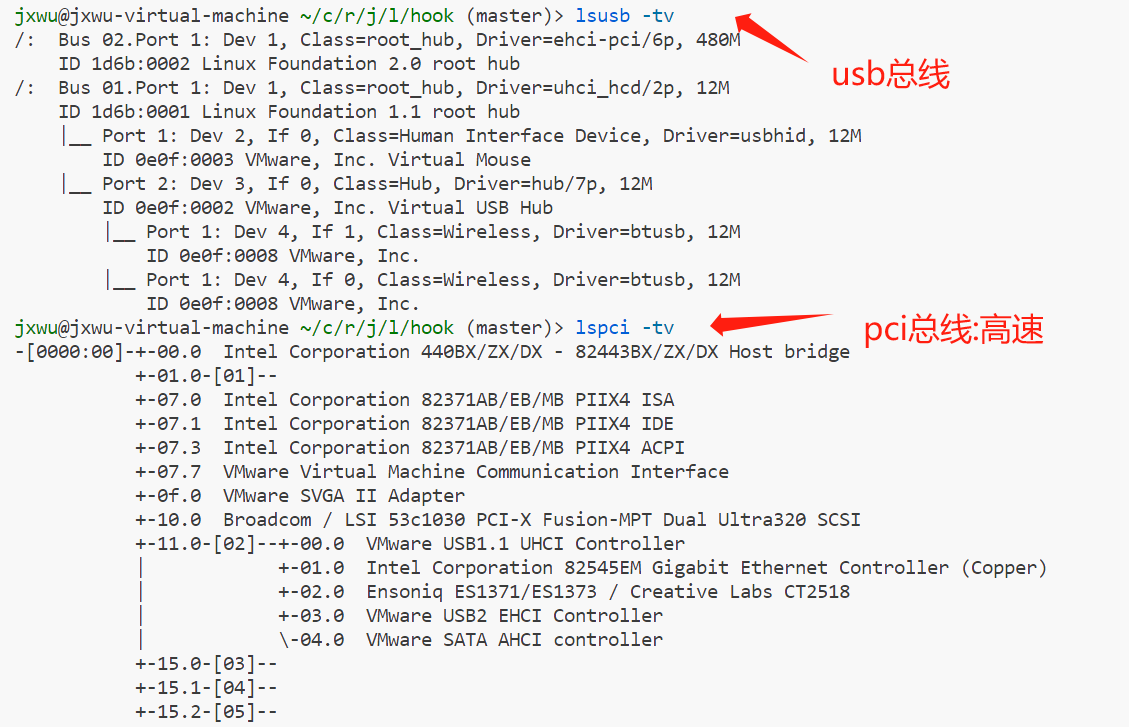 jxwu@jxwu-virtual-machine ~/c/r/j/l/hook (master)> lsusb -tv
/:  Bus 02.Port 1: Dev 1, Class=root_hub, Driver=ehci-pci/6p, 480M
    ID 1d6b:0002 Linux Foundation 2.0 root hub
usb总线
/:  Bus 01.Port 1: Dev 1, Class=root_hub, Driver=uhci_hcd/2p, 12M
    ID 1d6b:0001 Linux Foundation 1.1 root hub
    |__ Port 1: Dev 2, If 0, Class=Human Interface Device, Driver=usbhid, 12M
        ID 0e0f:0003 VMware, Inc. Virtual Mouse
    |__ Port 2: Dev 3, If 0, Class=Hub, Driver=hub/7p, 12M
        ID 0e0f:0002 VMware, Inc. Virtual USB Hub
        |__ Port 1: Dev 4, If 1, Class=Wireless, Driver=btusb, 12M
            ID 0e0f:0008 VMware, Inc.
        |__ Port 1: Dev 4, If 0, Class=Wireless, Driver=btusb, 12M
            ID 0e0f:0008 VMware, Inc.
jxwu@jxwu-virtual-machine ~/c/r/j/l/hook (master)> lspci -tv
pci总线:高速
-[0000:00]-+-00.0  Intel Corporation 440BX/ZX/DX - 82443BX/ZX/DX Host bridge
           +-01.0-[01]--
           +-07.0  Intel Corporation 82371AB/EB/MB PIIX4 ISA
           +-07.1  Intel Corporation 82371AB/EB/MB PIIX4 IDE
           +-07.3  Intel Corporation 82371AB/EB/MB PIIX4 ACPI
           +-07.7  VMware Virtual Machine Communication Interface
           +-0f.0  VMware SVGA II Adapter
           +-10.0  Broadcom / LSI 53c1030 PCI-X Fusion-MPT Dual Ultra320 SCSI
           +-11.0-[02]--+-00.0  VMware USB1.1 UHCI Controller
           |            +-01.0  Intel Corporation 82545EM Gigabit Ethernet Controller (Copper)
           |            +-02.0  Ensoniq ES1371/ES1373 / Creative Labs CT2518
           |            +-03.0  VMware USB2 EHCI Controller
           |            \-04.0  VMware SATA AHCI controller
           +-15.0-[03]--
           +-15.1-[04]--
           +-15.2-[05]--